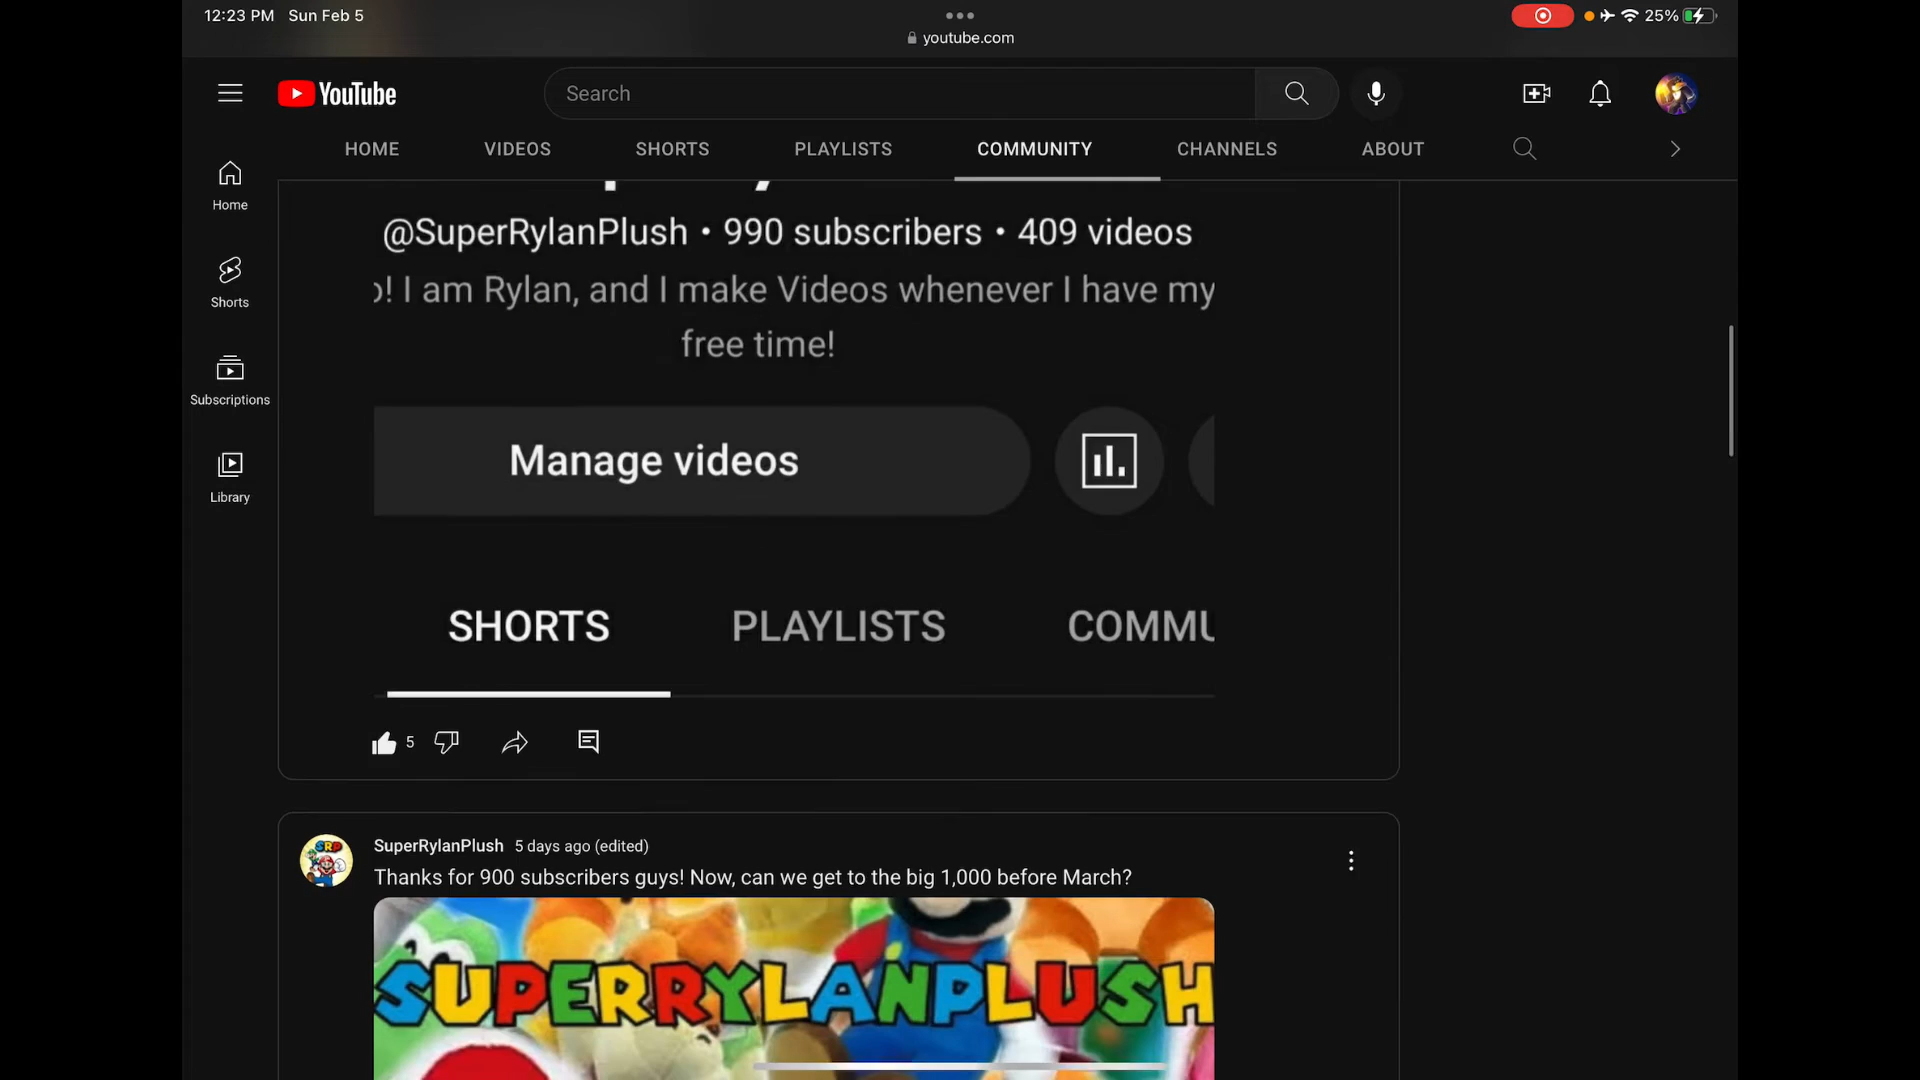 12:23 PM Sun Feb 5
25%
youtube.com
YouTube
Search
HOME VIDEOS SHORTS PLAYLISTS COMMUNITY CHANNELS ABOUT
Home
Shorts
Subscriptions
Library
@SuperRylanPlush • 990 subscribers • 409 videos
! I am Rylan, and I make Videos whenever I have my
free time!
Manage videos
SHORTS PLAYLISTS COMMU
5
SRP
SuperRylanPlush 5 days ago (edited)
Thanks for 900 subscribers guys! Now, can we get to the big 1,000 before March?
SUPERRYLANPLUSH